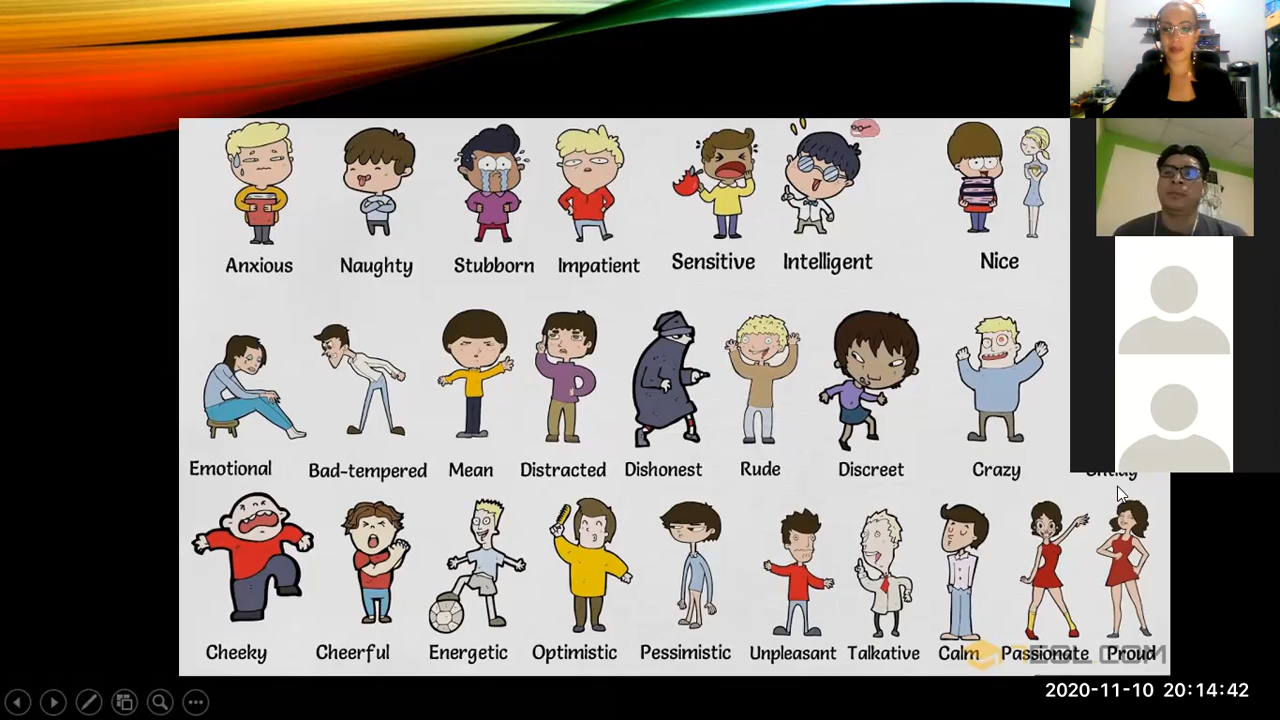 Anxious Naughty Stubborn Impatient Sensitive Intelligent Nice
Emotional Bad-tempered Mean Distracted Dishonest Rude Discreet Crazy
Cheeky Cheerful Energetic Optimistic Pessimistic Unpleasant Talkative Calm Passionate Proud
2020-11-10 20:14:42